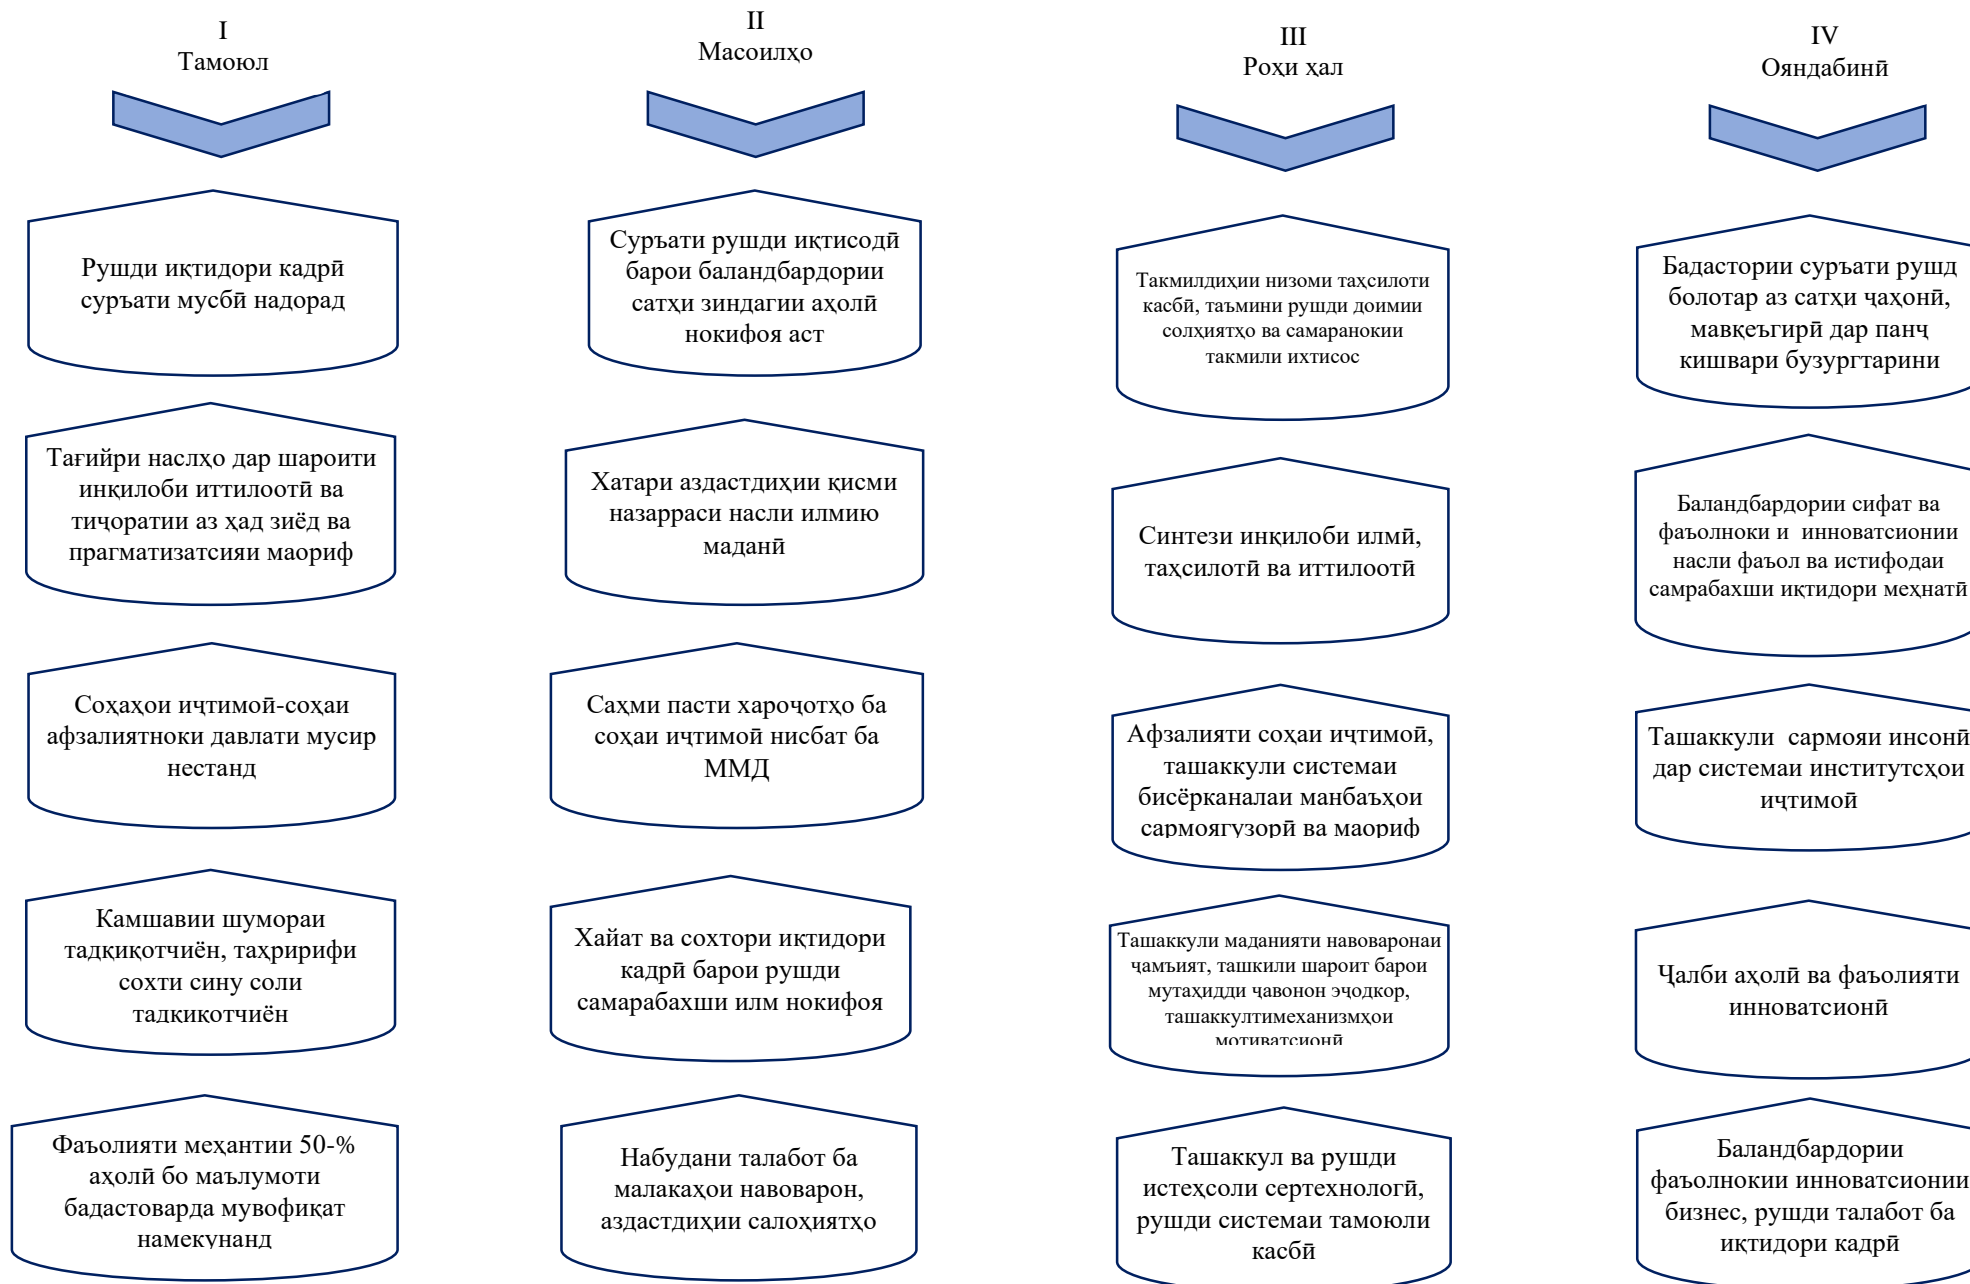 I
Тамоюл
Рушди иқтидори кадрӣ
суръати мусбӣ надорад
Тағийри наслҳо дар шароити
инқилоби иттилоотӣ ва
тиҷоратии аз ҳад зиёд ва
прагматизатсияи маориф
Соҳаҳои иҷтимоӣ-соҳаи
афзалиятноки давлати мусир
нестанд
Камшавии шумораи
тадқиқотчиён, таҳририфи
сохти сину соли
тадқиқотчиён
Фаъолияти меҳантии 50-%
аҳолӣ бо маълумоти
бадастоварда мувофиқат
намекунанд
II
Масоилҳо
Суръати рушди иқтисодӣ
барои баландбардории
сатҳи зиндагии аҳолӣ
нокифоя аст
Хатари аздастдиҳии қисми
назарраси насли илмию
маданӣ
Саҳми пасти хароҷотҳо ба
соҳаи иҷтимоӣ нисбат ба
ММД
Хайат ва сохтори иқтидори
кадрӣ барои рушди
самарабахши илм нокифоя
Набудани талабот ба
малакаҳои навоварон,
аздастдиҳии салоҳиятҳо
III
Роҳи ҳал
Такмилдиҳии низоми таҳсилоти
касбӣ, таъмини рушди доимии
солҳиятҳо ва самаранокии
такмили ихтисос
Синтези инқилоби илмӣ,
таҳсилотӣ ва иттилоотӣ
Афзалияти соҳаи иҷтимоӣ,
ташаккули системаи
бисёрканалаи манбаъҳои
сармоягузорӣ ва маориф
Ташаккули маданияти навоваронаи
ҷамъият, ташкили шароит барои
мутаҳидди ҷавонон эҷодкор,
ташаккултимеханизмҳои
мотиватсионӣ
Ташаккул ва рушди
истеҳсоли сертехнологӣ,
рушди системаи тамоюли
касбӣ
IV
Ояндабинӣ
Бадастории суръати рушд
болотар аз сатҳи ҷаҳонӣ,
мавқеъгирӣ дар панҷ
кишвари бузургтарини
Баландбардории сифат ва
фаъолноки и инноватсионии
насли фаъол ва истифодаи
самрабахши иқтидори меҳнатӣ
Ташаккули сармояи инсонӣ
дар системаи институтсҳои
иҷтимоӣ
Ҷалби аҳолӣ ва фаъолияти
инноватсионӣ
Баландбардории
фаъолнокии инноватсионии
бизнес, рушди талабот ба
иқтидори кадрӣ